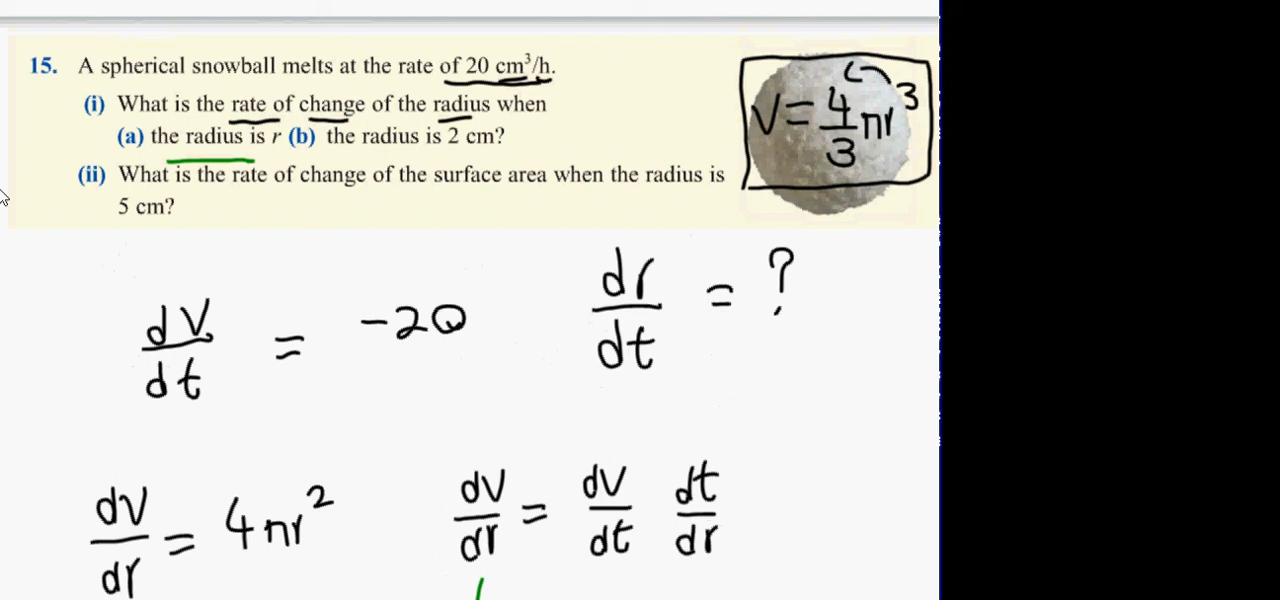 15. A spherical snowball melts at the rate of 20 cm³/h.
(i) What is the rate of change of the radius when
(a) the radius is r (b) the radius is 2 cm?
(ii) What is the rate of change of the surface area when the radius is
5 cm?
V = 4/3 πr³
dV/dt = -20
dr/dt = ?
dV/dr = 4πr²
dV/dr = dV/dt dt/dr